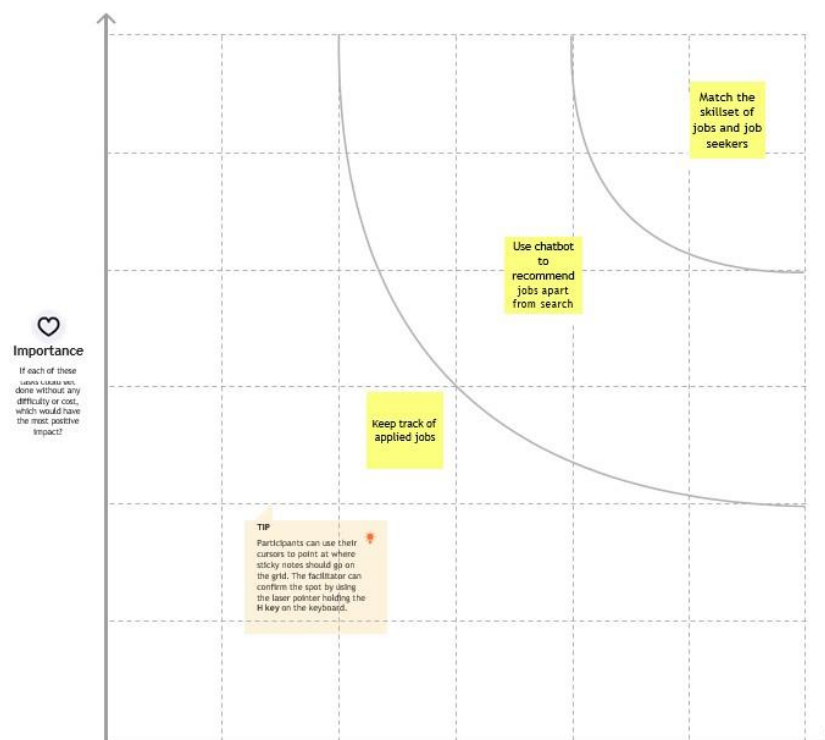 Match the
skillset of
jobs and job
seekers
Use chatbot
to
recommend
jobs apart
from search
Importance
If each of these
tasks could get
done without any
difficulty or cost,
which would have
the most positive
impact?
Keep track of
applied jobs
TIP
Participants can use their
cursors to point at where
sticky notes should go on
the grid. The facilitator can
confirm the spot by using
the laser pointer holding the
H key on the keyboard.